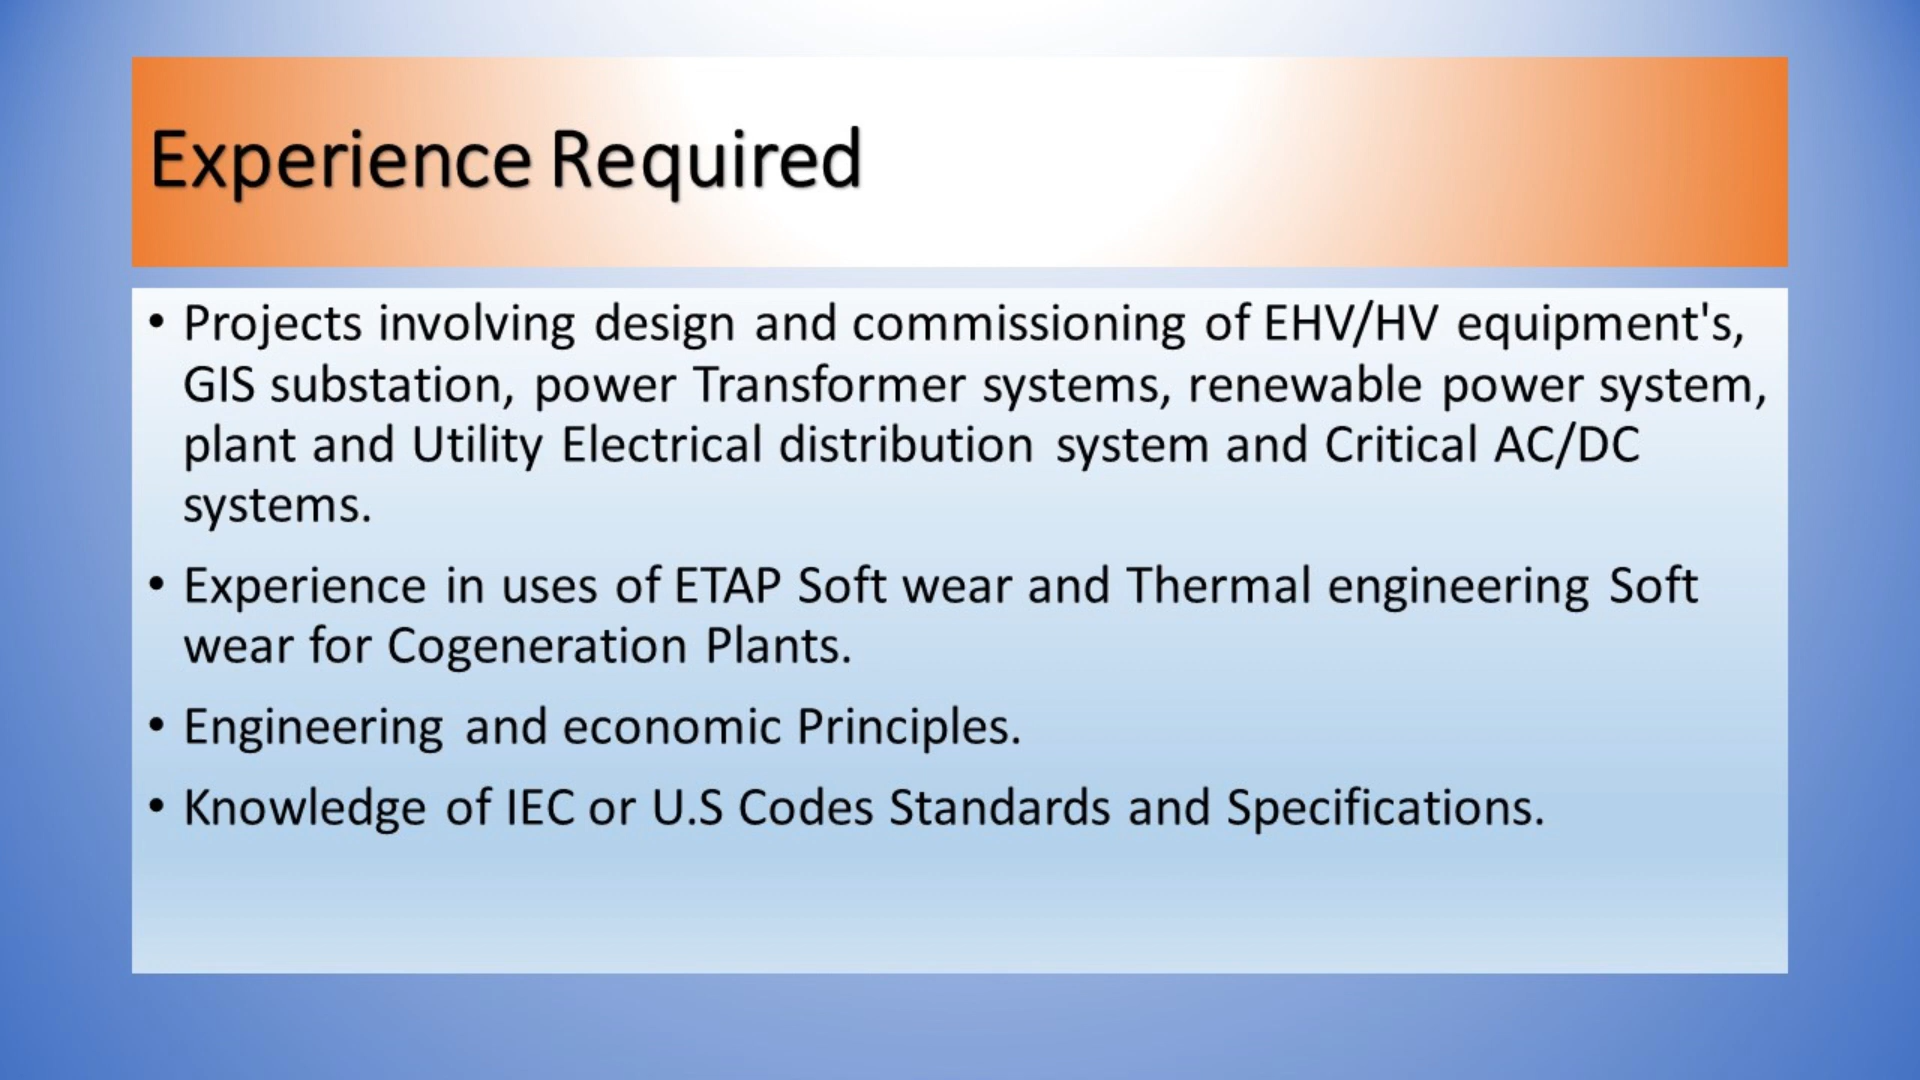 Experience Required
• Projects involving design and commissioning of EHV/HV equipment's,
GIS substation, power Transformer systems, renewable power system,
plant and Utility Electrical distribution system and Critical AC/DC
systems.
• Experience in uses of ETAP Soft wear and Thermal engineering Soft
wear for Cogeneration Plants.
• Engineering and economic Principles.
• Knowledge of IEC or U.S Codes Standards and Specifications.